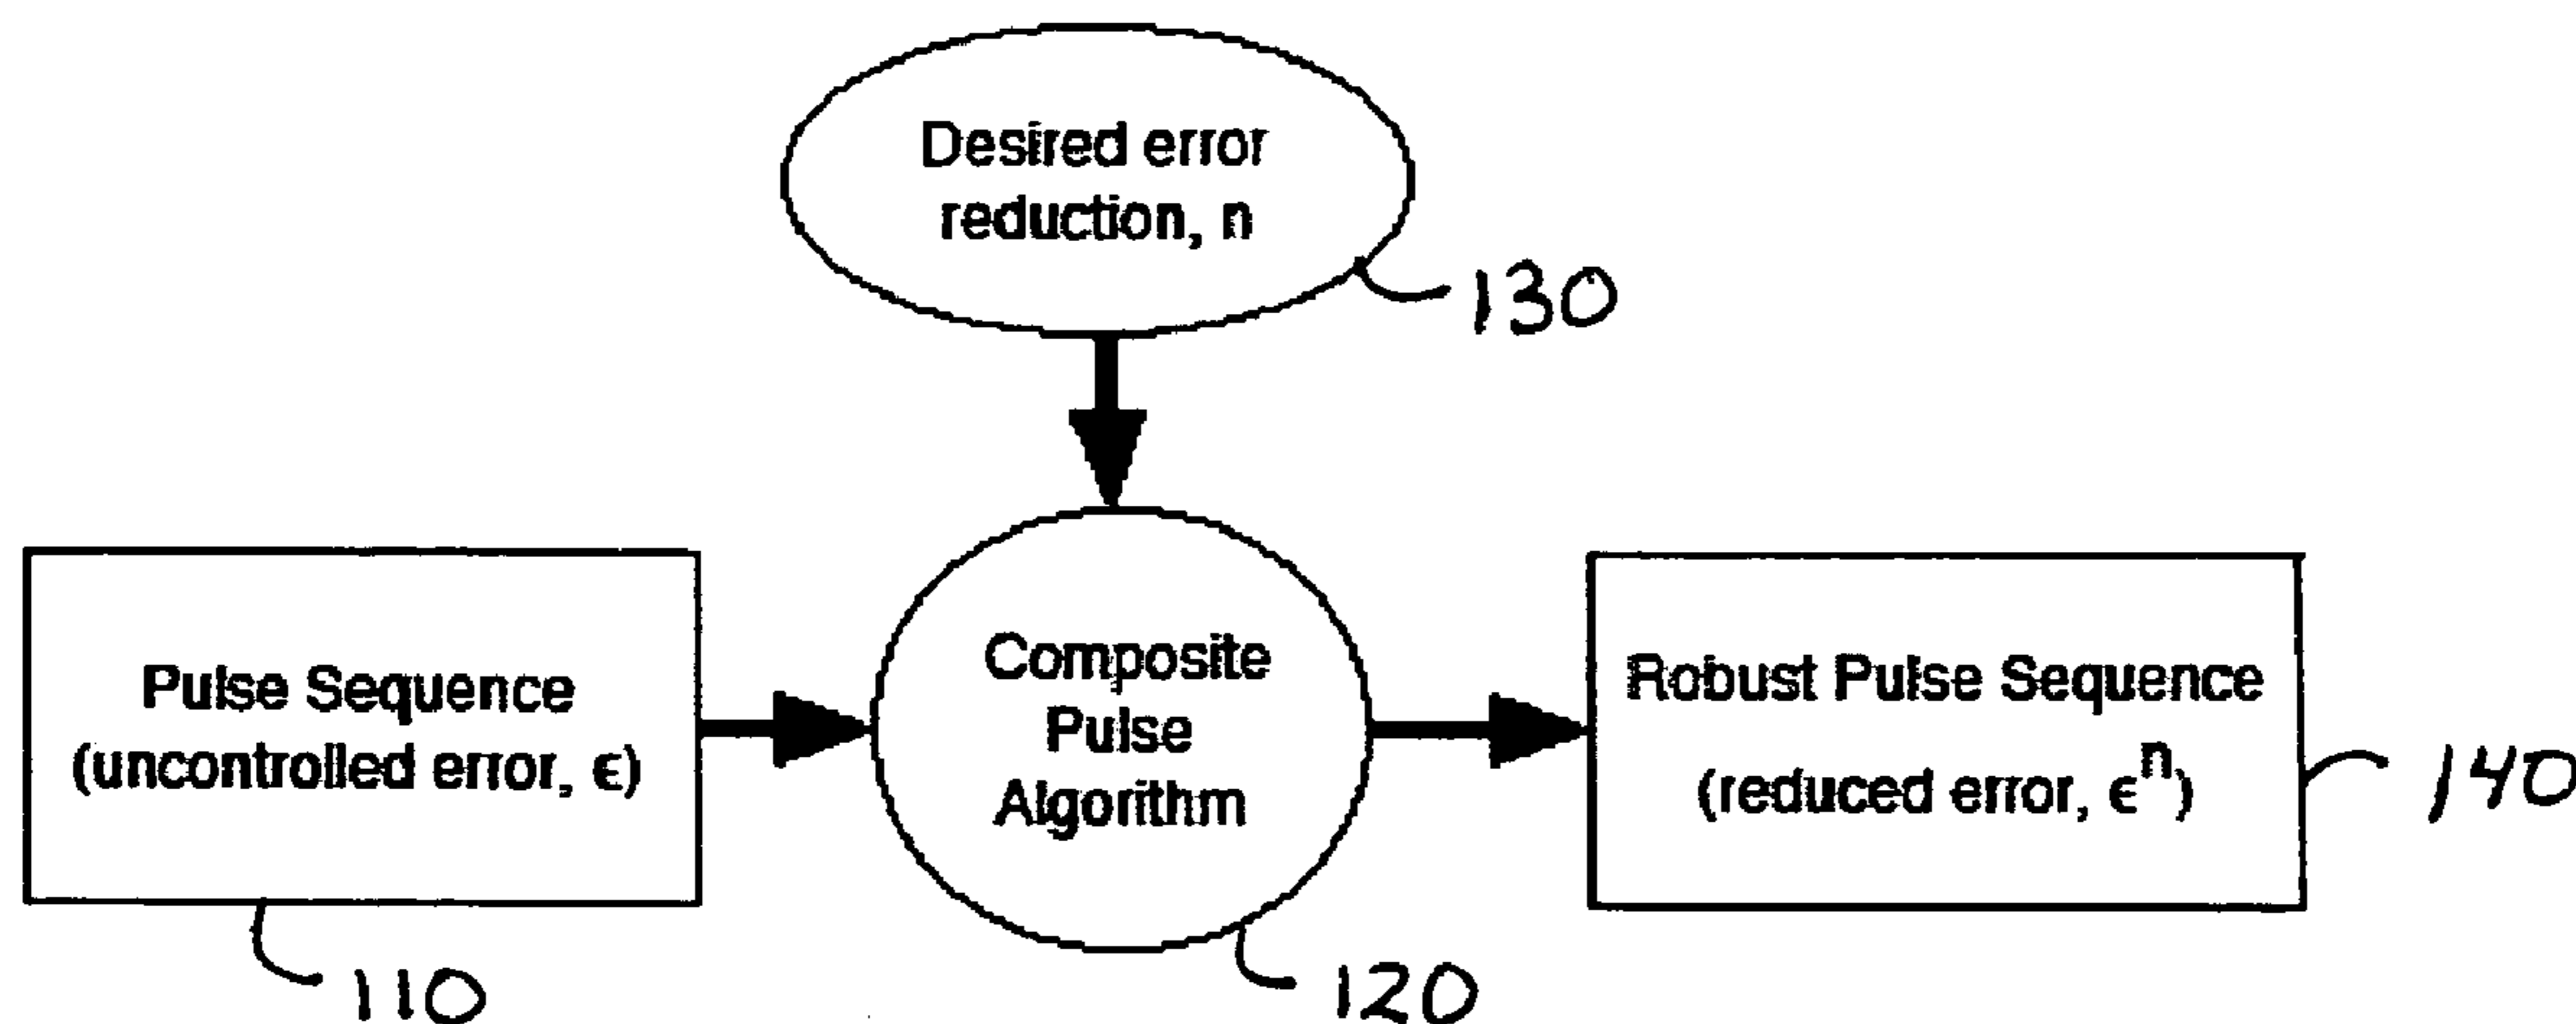 Desired error
reduction, n
130
Pulse Sequence
(uncontrolled error, ϵ)
110
Composite
Pulse
Algorithm
120
Robust Pulse Sequence
(reduced error, ϵⁿ)
140